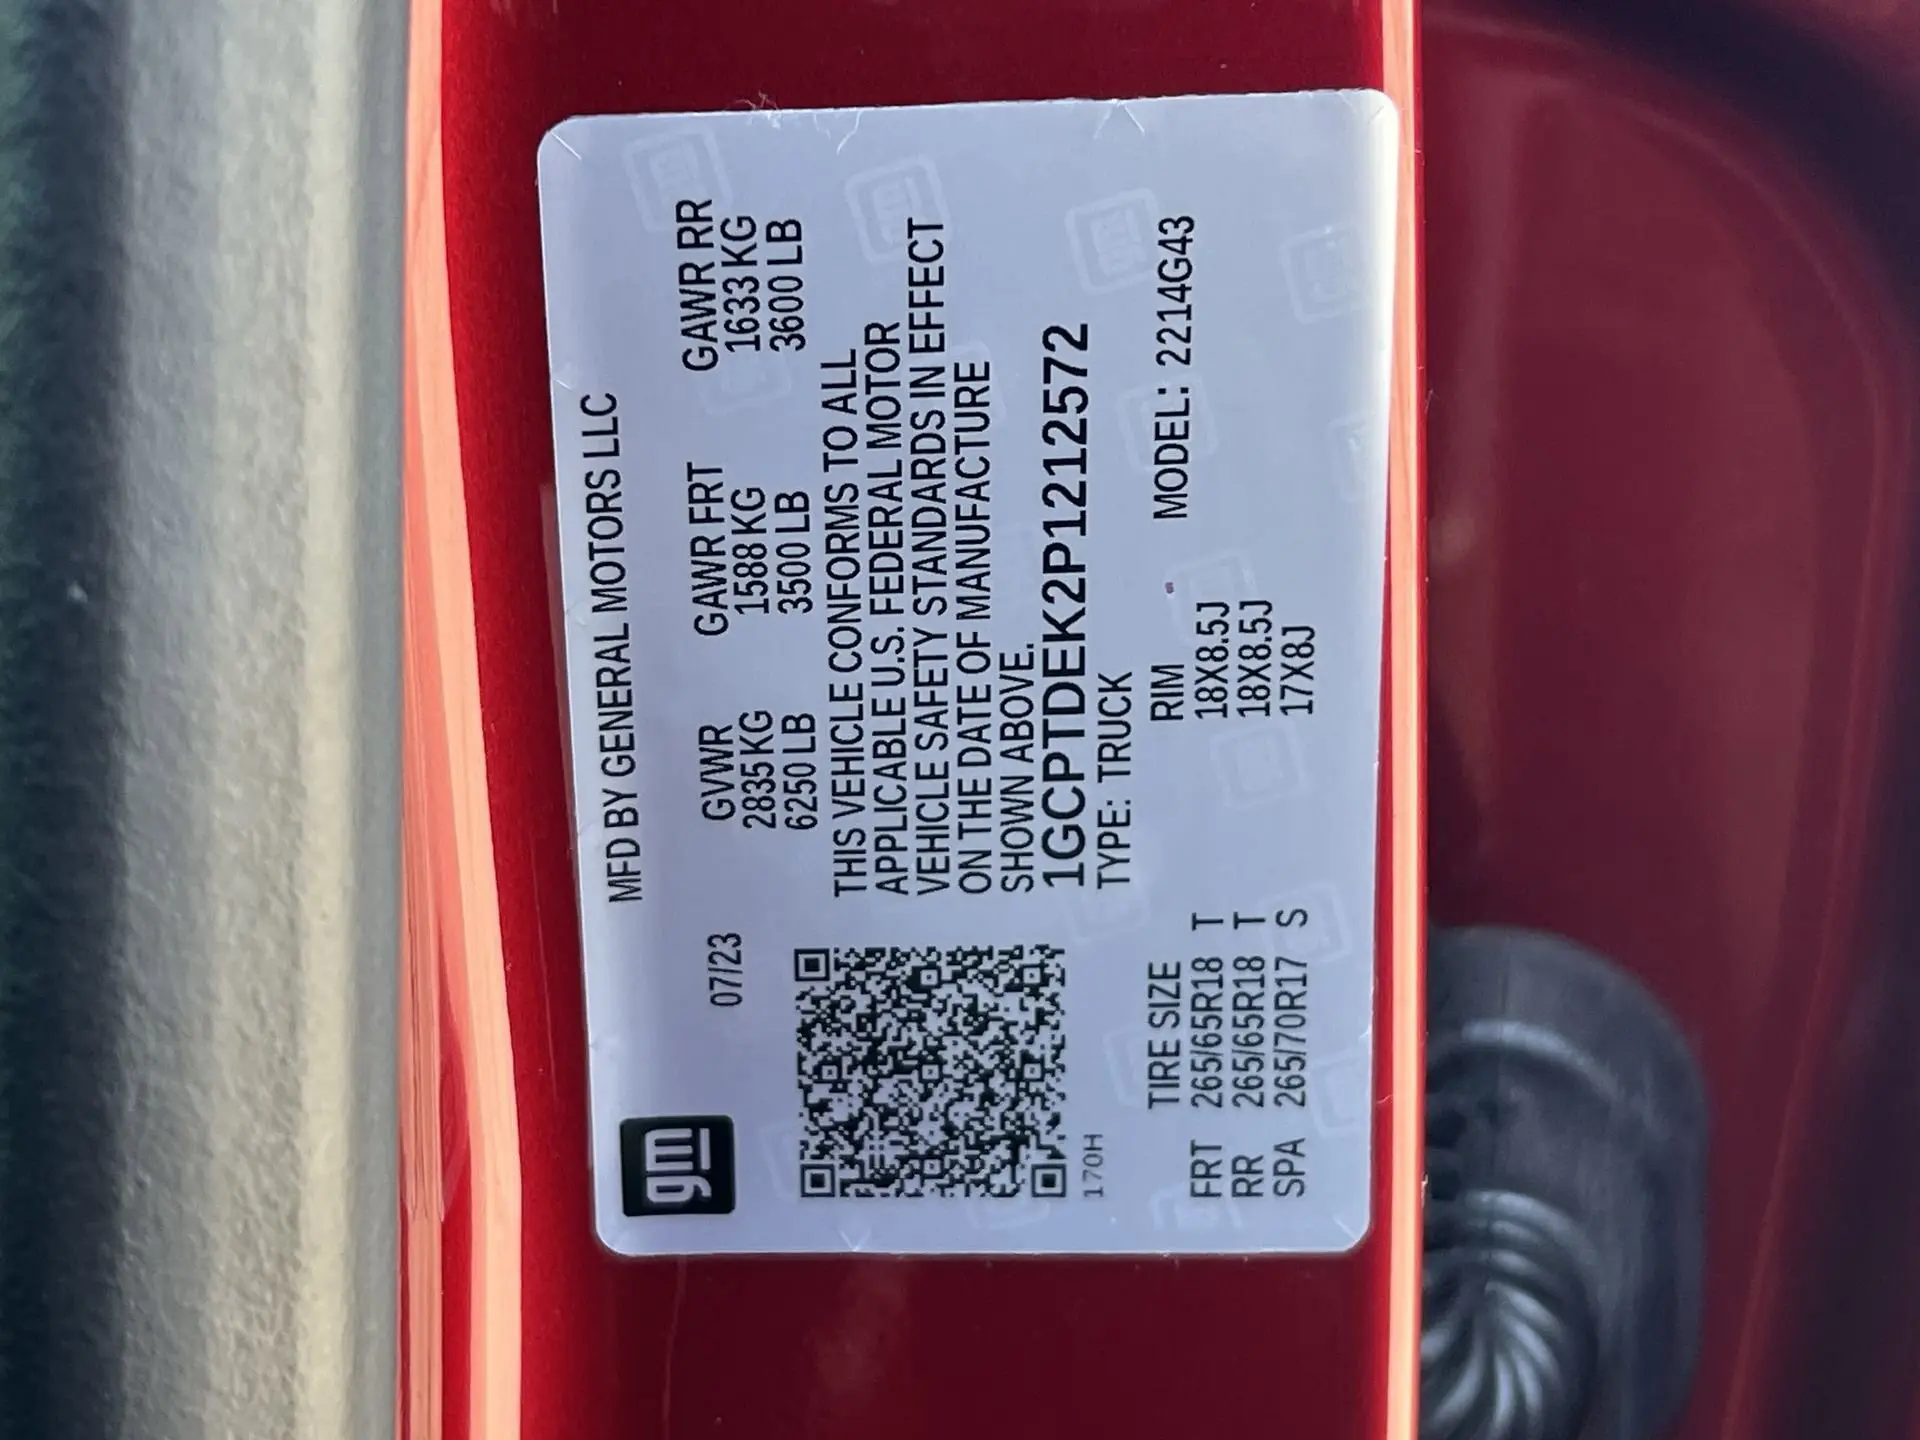 gm
MFD BY GENERAL MOTORS LLC
07/23
GVWR GAWR FRT GAWR RR
2835 KG 1588 KG 1633 KG
6250 LB 3500 LB 3600 LB
THIS VEHICLE CONFORMS TO ALL
APPLICABLE U.S. FEDERAL MOTOR
VEHICLE SAFETY STANDARDS IN EFFECT
ON THE DATE OF MANUFACTURE
SHOWN ABOVE.
1GCPTDEK2P1212572
TYPE: TRUCK
170H
TIRE SIZE RIM MODEL: 2214G43
FRT 265/65R18 T 18X8.5J
RR 265/65R18 T 18X8.5J
SPA 265/70R17 S 17X8J